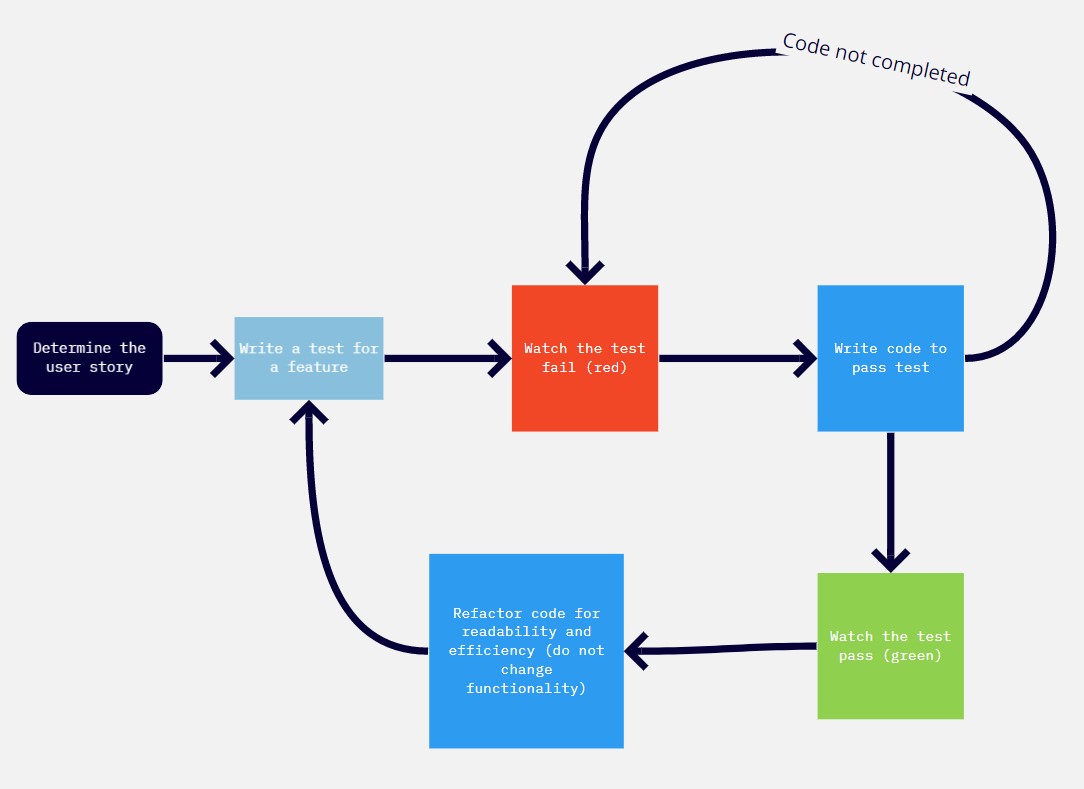 Code not completed
Determine the
user story
Write a test for
a feature
Watch the test
fail (red)
Write code to
pass test
Refactor code for
readability and
efficiency (do not
change
functionality)
Watch the test
pass (green)